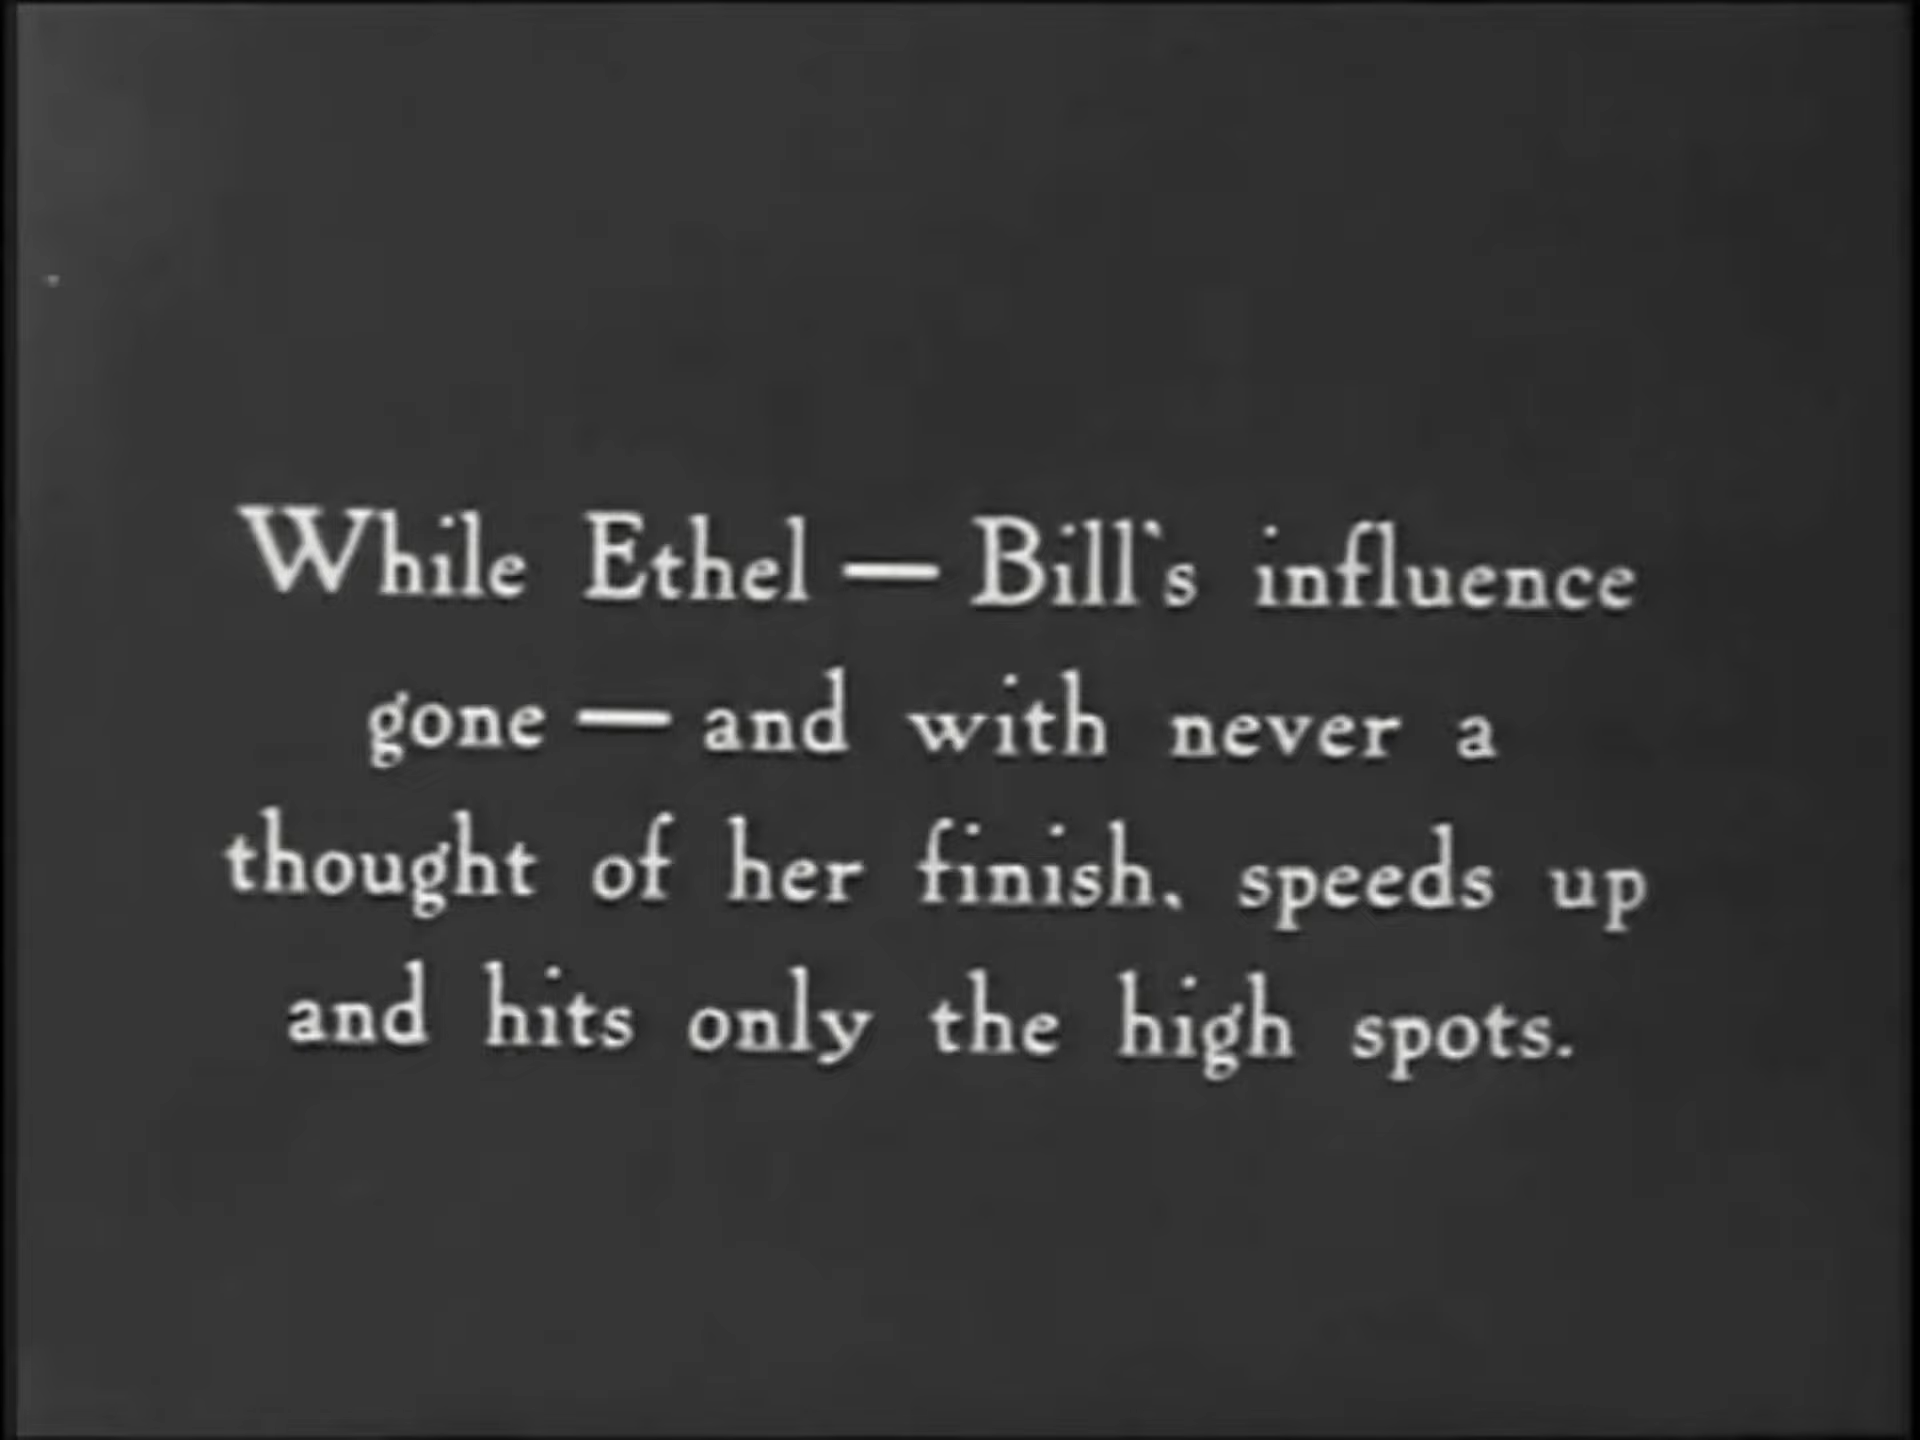 While Ethel — Bill's influence
gone — and with never a
thought of her finish, speeds up
and hits only the high spots.